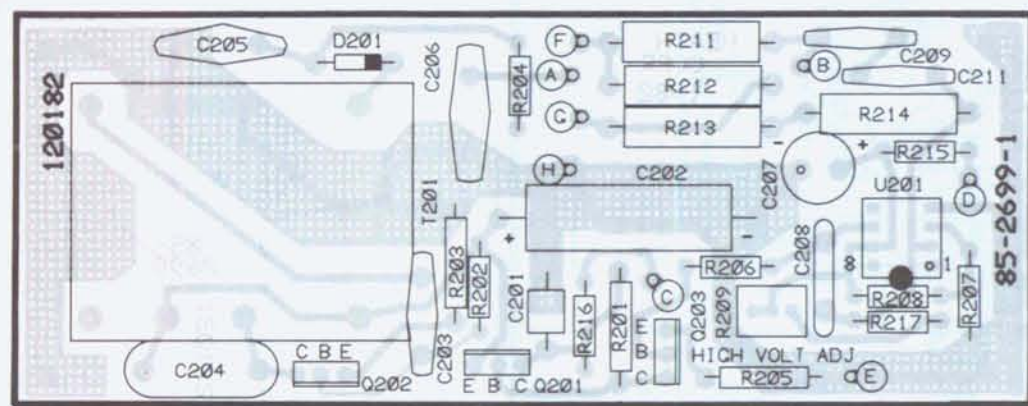 C205
D201
C206
R204
F
A
G
H
R211
R212
R213
B
C209
C211
R214
-
+
R215
C207
120182
T201
C202
+
-
U201
D
85-2699-1
R203
R202
C201
R216
R201
C
Q203
E
B
C
R206
R209
C208
8
1
R208
R217
R207
C203
C204
C B E
Q202
E B C
Q201
HIGH VOLT ADJ
R205
E